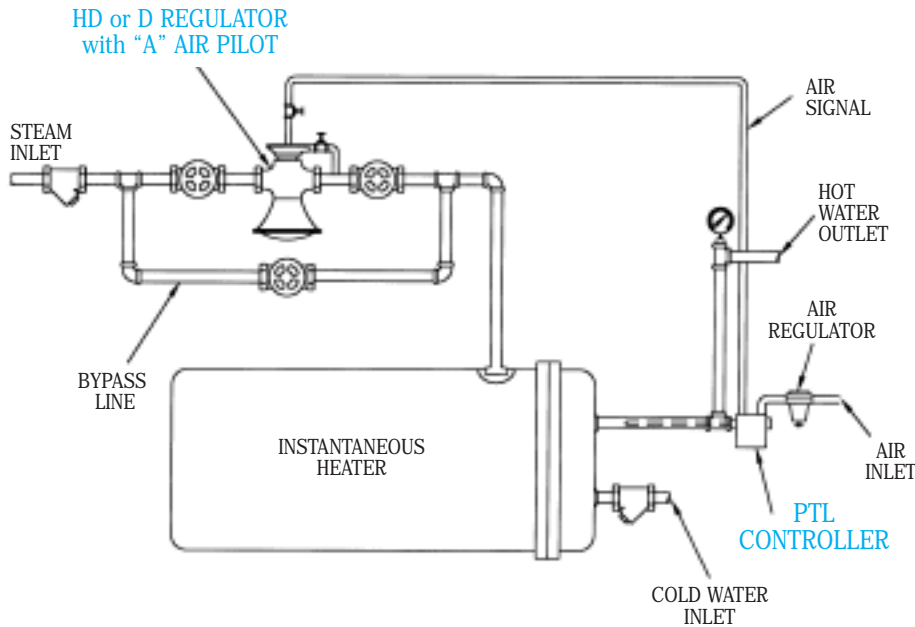 HD or D REGULATOR
with “A” AIR PILOT
STEAM
INLET
AIR
SIGNAL
HOT
WATER
OUTLET
AIR
REGULATOR
BYPASS
LINE
INSTANTANEOUS
HEATER
AIR
INLET
PTL
CONTROLLER
COLD WATER
INLET